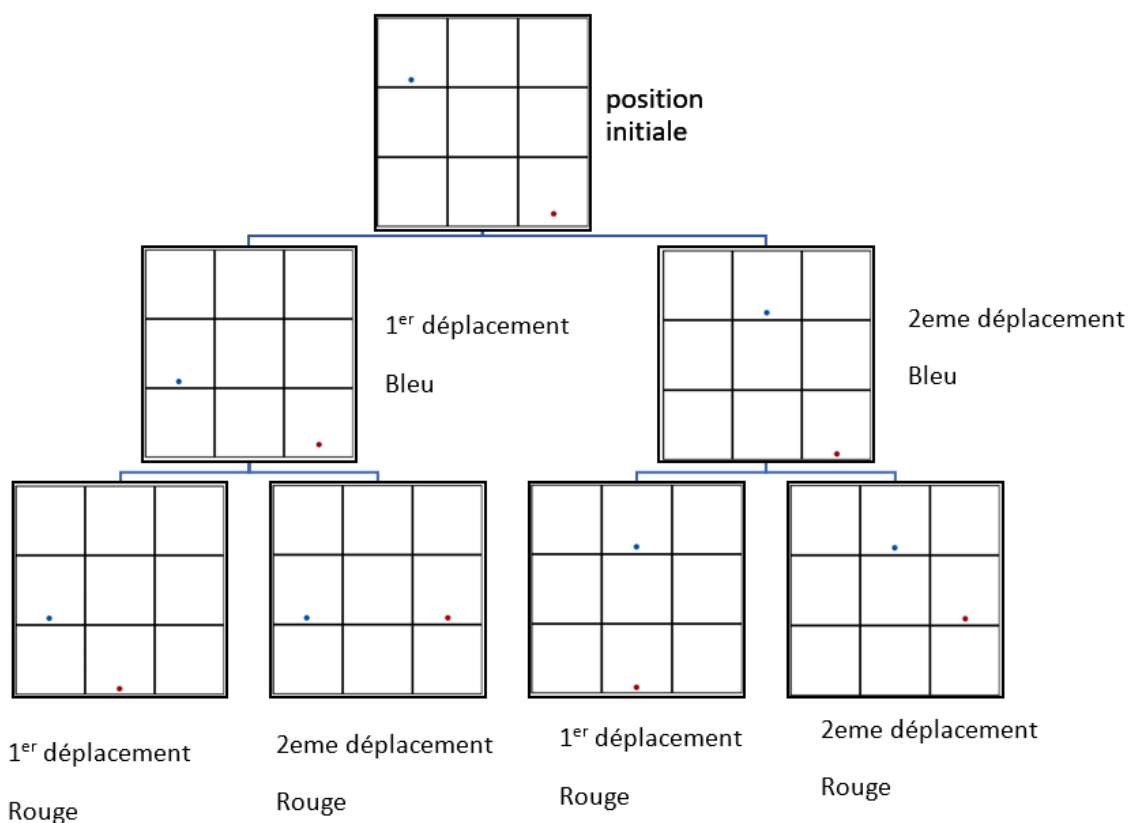 position
initiale
1er déplacement
Bleu
2eme déplacement
Bleu
1er déplacement
Rouge
2eme déplacement
Rouge
1er déplacement
Rouge
2eme déplacement
Rouge